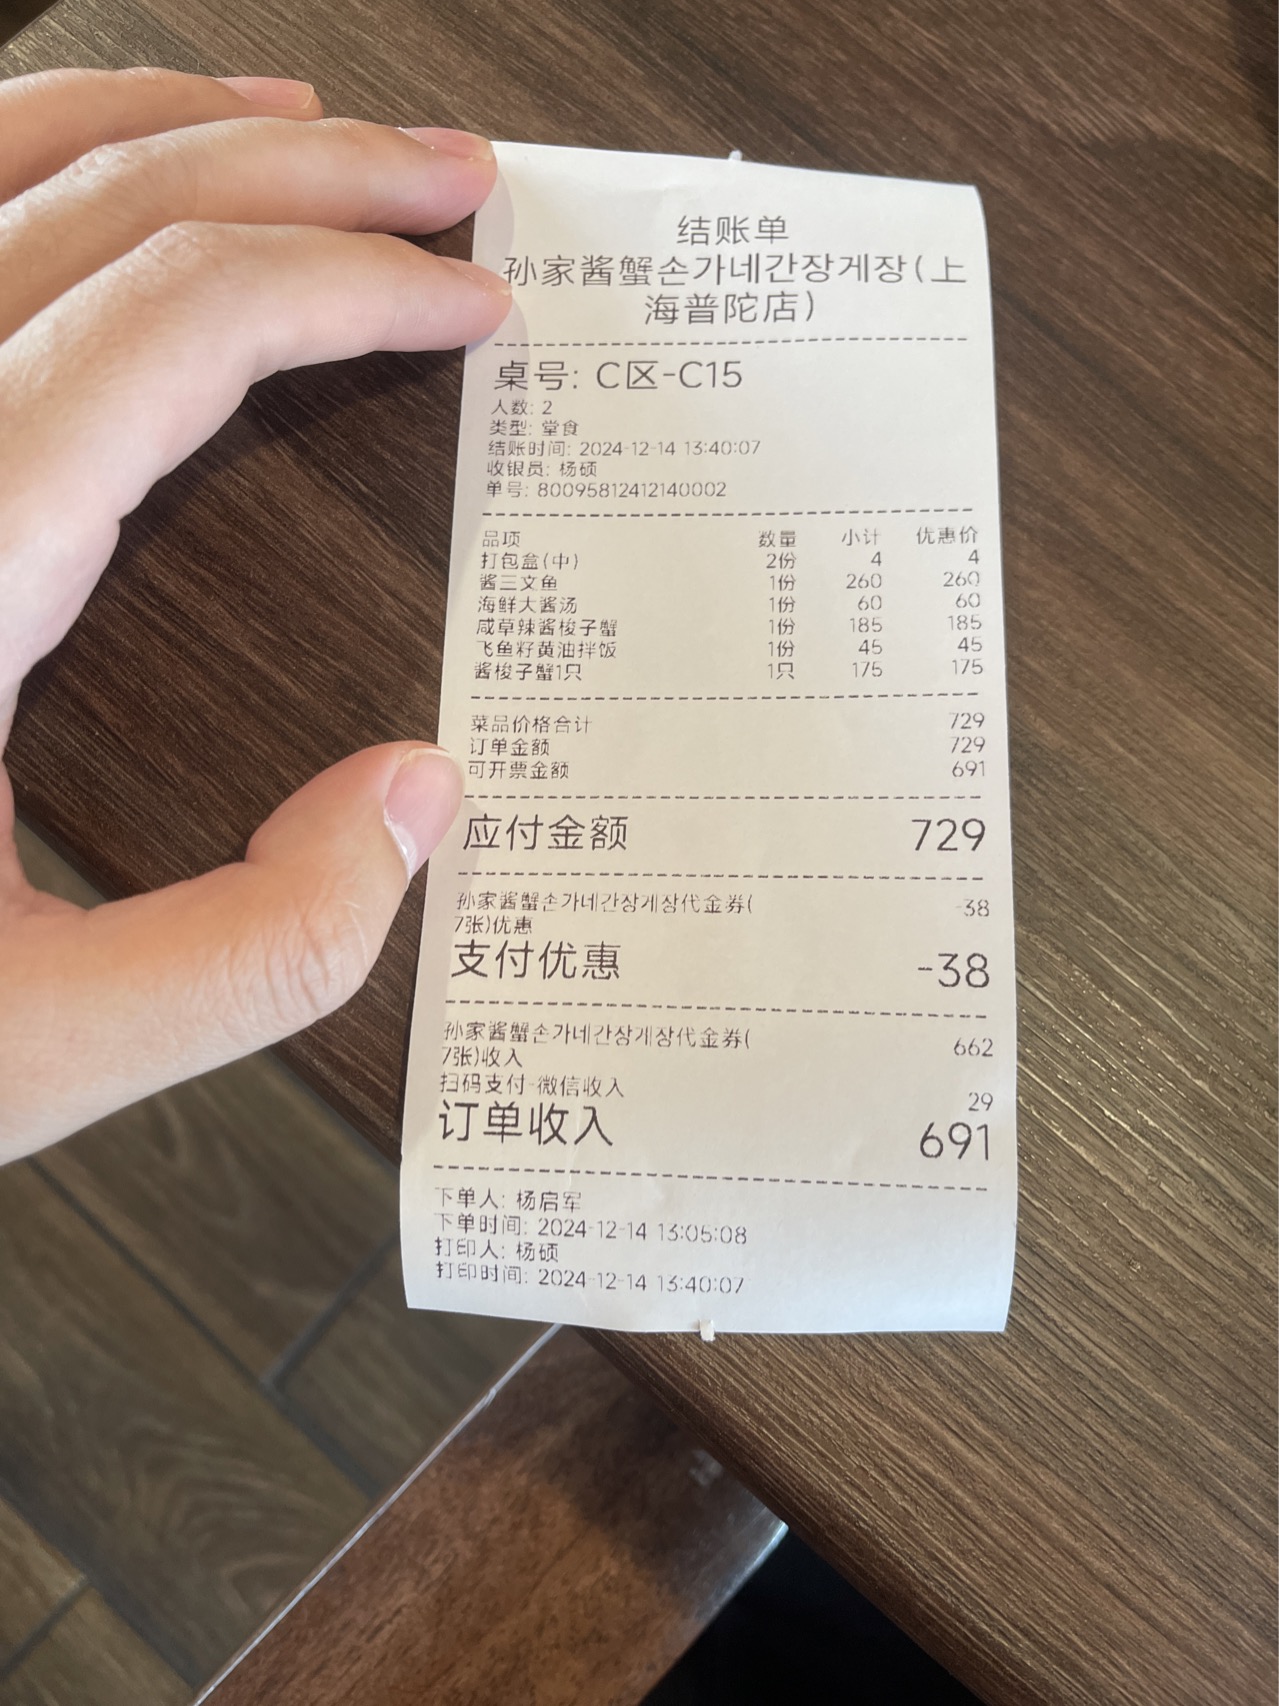 结账单
孙家酱蟹손가네간장게장(上
海普陀店)
桌号: C区-C15
人数: 2
类型: 堂食
结账时间: 2024-12-14 13:40:07
收银员: 杨硕
单号: 80095812412140002
品项 数量 小计 优惠价
打包盒(中) 2份 4 4
酱三文鱼 1份 260 260
海鲜大酱汤 1份 60 60
咸草辣酱梭子蟹 1份 185 185
飞鱼籽黄油拌饭 1份 45 45
酱梭子蟹1只 1只 175 175
菜品价格合计 729
订单金额 729
可开票金额 691
应付金额 729
孙家酱蟹손가네간장게장代金券( -38
7张)优惠
支付优惠 -38
孙家酱蟹손가네간장게장代金券( 662
7张)收入
扫码支付-微信收入 29
订单收入 691
下单人: 杨启军
下单时间: 2024-12-14 13:05:08
打印人: 杨硕
打印时间: 2024-12-14 13:40:07